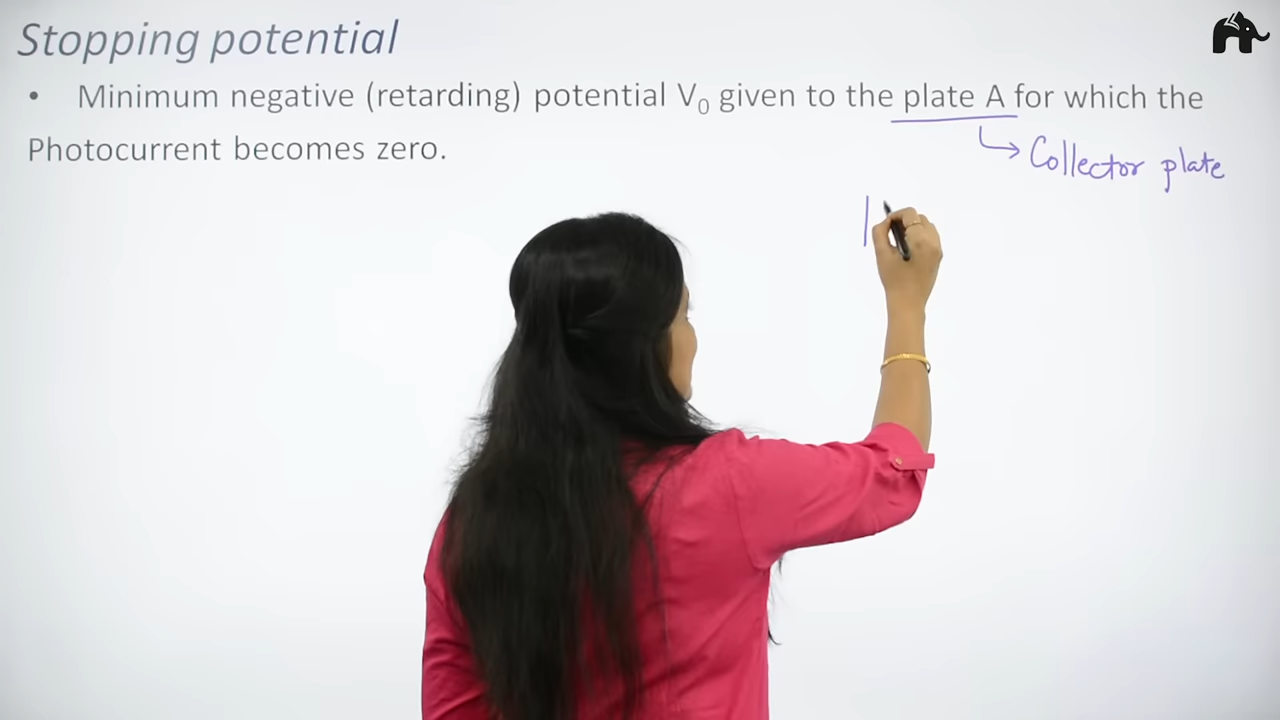 Stopping potential
• Minimum negative (retarding) potential V₀ given to the plate A for which the
Photocurrent becomes zero.
Collector plate